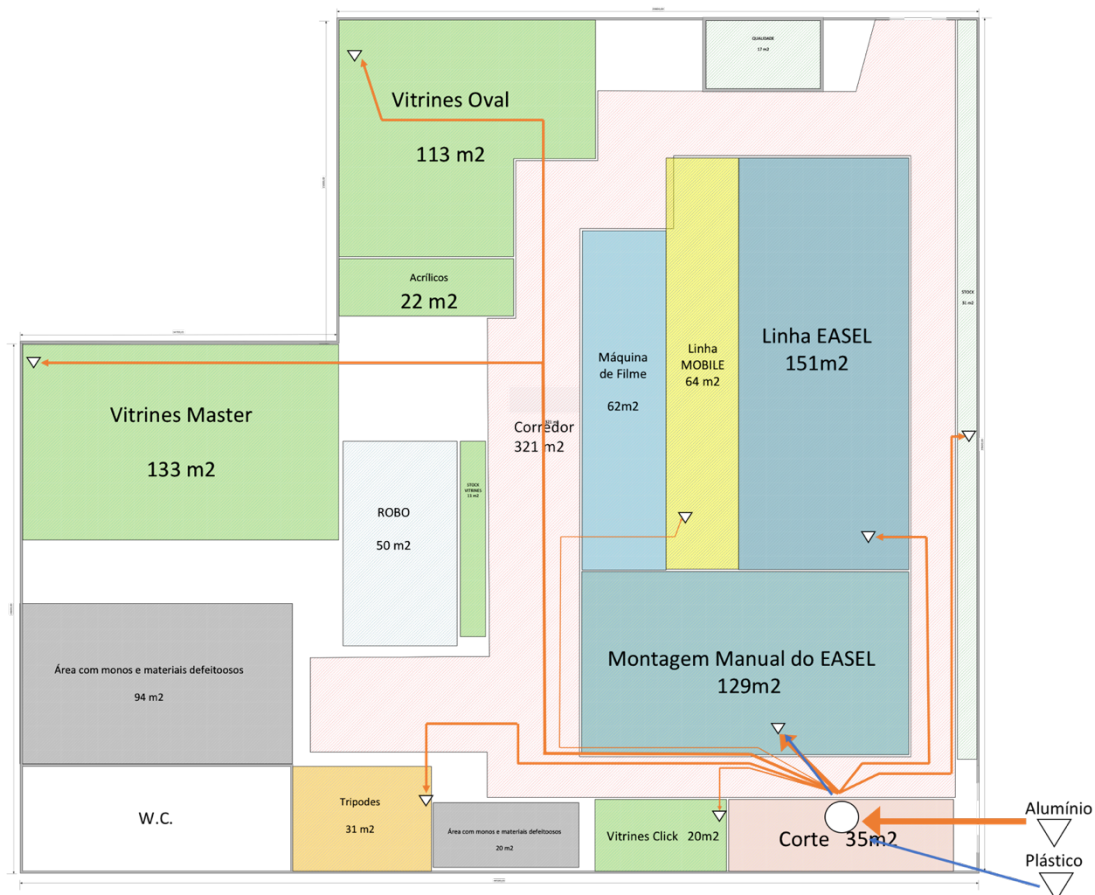 QUALIDADE
17 m2
Vitrines Oval
113 m2
Acrílicos
22 m2
STOCK
Linha EASEL
151m2
Linha
MOBILE
64 m2
Máquina
de Filme
62m2
Vitrines Master
133 m2
Corredor
321 m2
STOCK
VITRINES
ROBO
50 m2
Montagem Manual do EASEL
129m2
Área com monos e materiais defeitoosos
94 m2
W.C.
Tripodes
31 m2
Área com monos e materiais defeitoosos
20 m2
Vitrines Click 20m2
Corte 35m2
Alumínio
Plástico